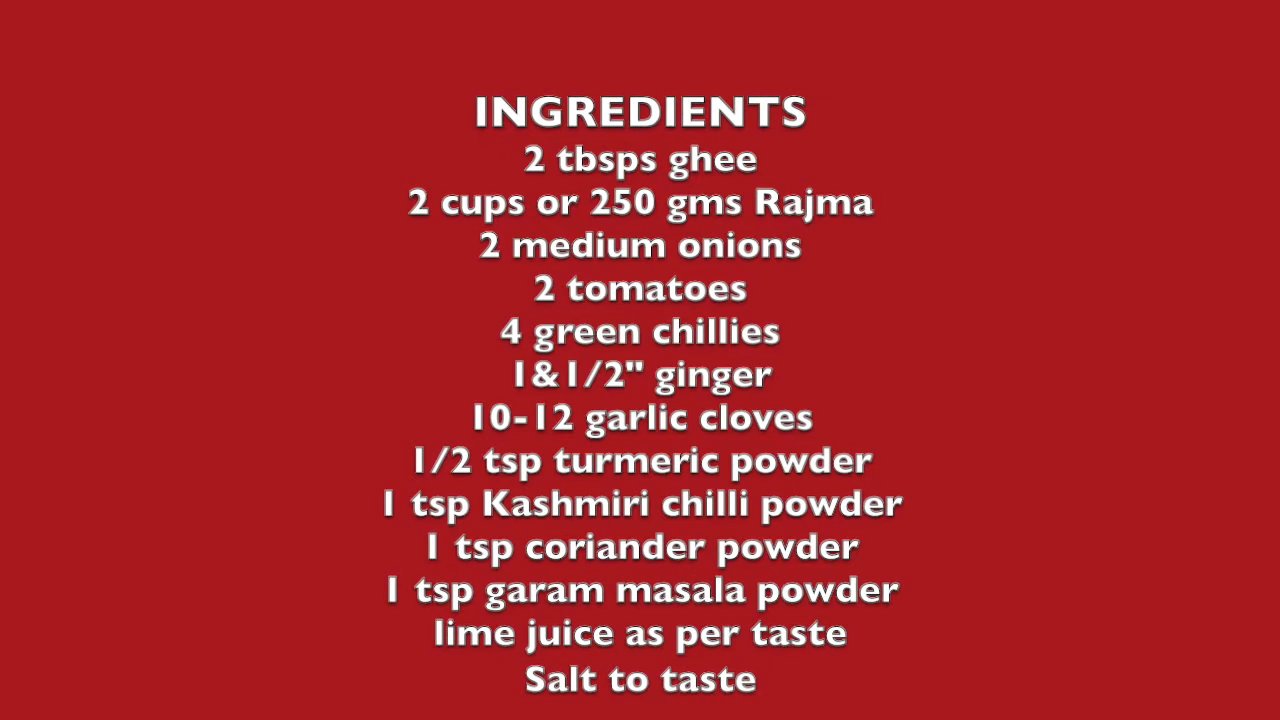 INGREDIENTS
2 tbsps ghee
2 cups or 250 gms Rajma
2 medium onions
2 tomatoes
4 green chillies
1&1/2" ginger
10-12 garlic cloves
1/2 tsp turmeric powder
1 tsp Kashmiri chilli powder
1 tsp coriander powder
1 tsp garam masala powder
lime juice as per taste
Salt to taste